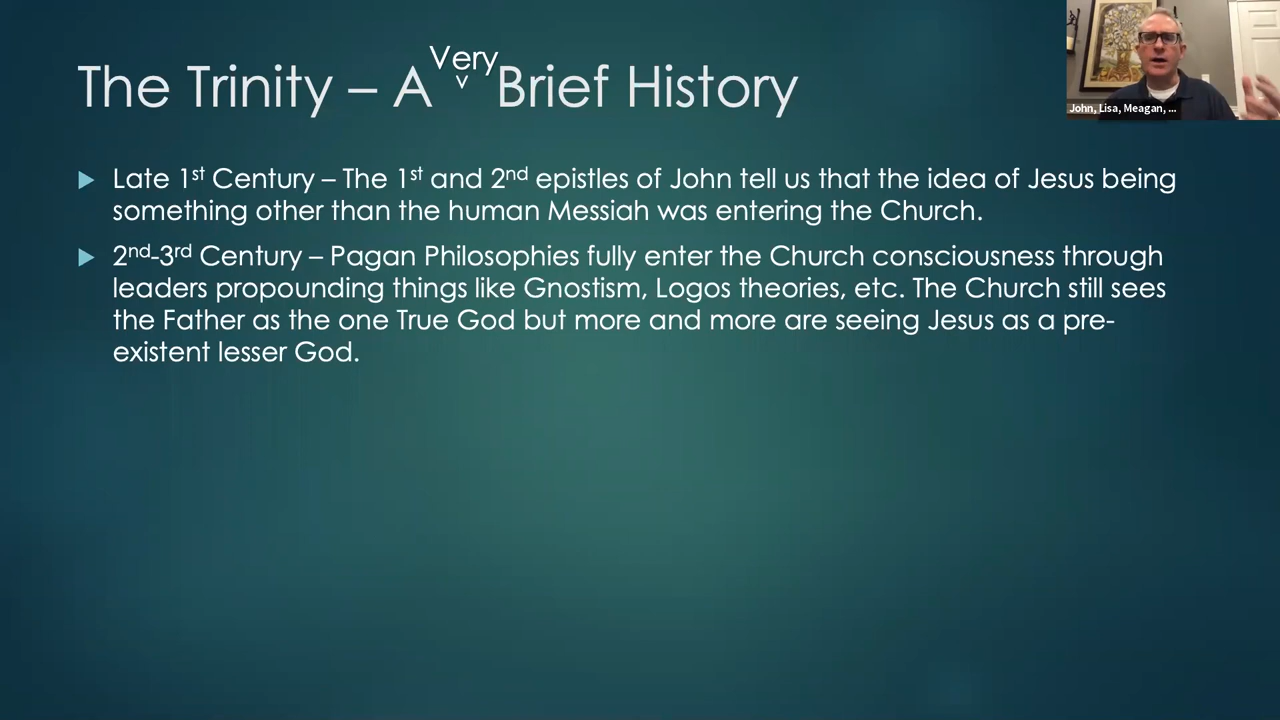 The Trinity – A Very Brief History
John, Lisa, Meagan, ...
Late 1st Century – The 1st and 2nd epistles of John tell us that the idea of Jesus being
something other than the human Messiah was entering the Church.
2nd-3rd Century – Pagan Philosophies fully enter the Church consciousness through
leaders propounding things like Gnostism, Logos theories, etc. The Church still sees
the Father as the one True God but more and more are seeing Jesus as a pre-
existent lesser God.